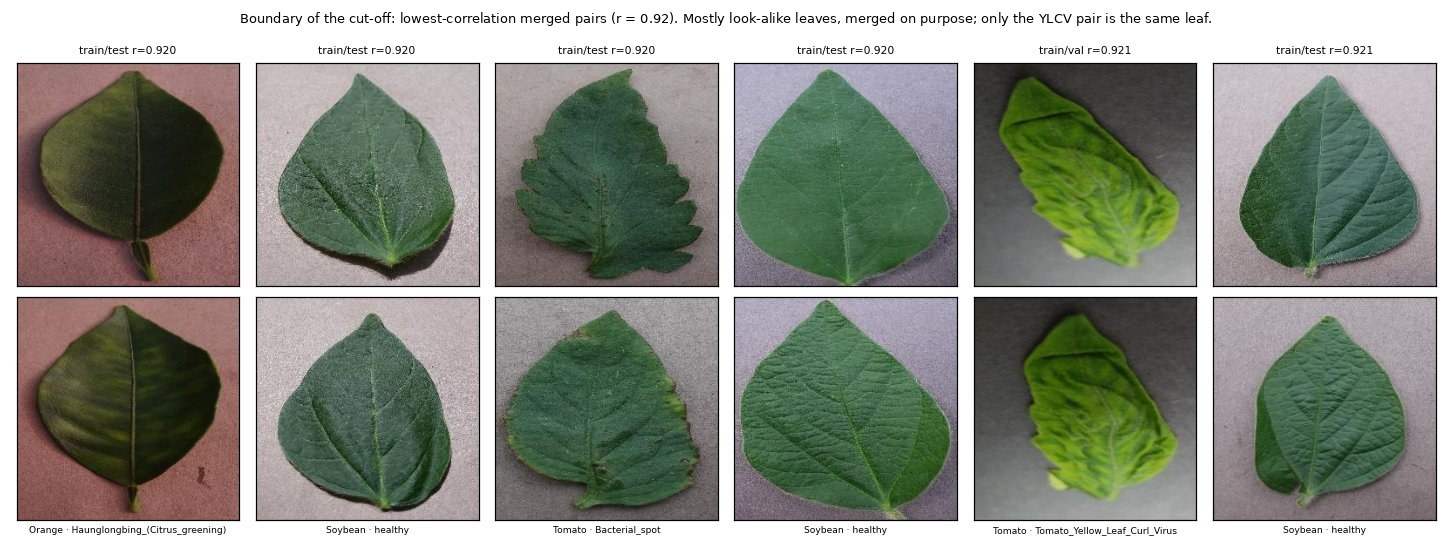 Boundary of the cut-off: lowest-correlation merged pairs (r = 0.92). Mostly look-alike leaves, merged on purpose; only the YLCV pair is the same leaf.
train/test r=0.920
train/test r=0.920
train/test r=0.920
train/test r=0.920
train/val r=0.921
train/test r=0.921
Orange · Haunglongbing_(Citrus_greening)
Soybean · healthy
Tomato · Bacterial_spot
Soybean · healthy
Tomato · Tomato_Yellow_Leaf_Curl_Virus
Soybean · healthy